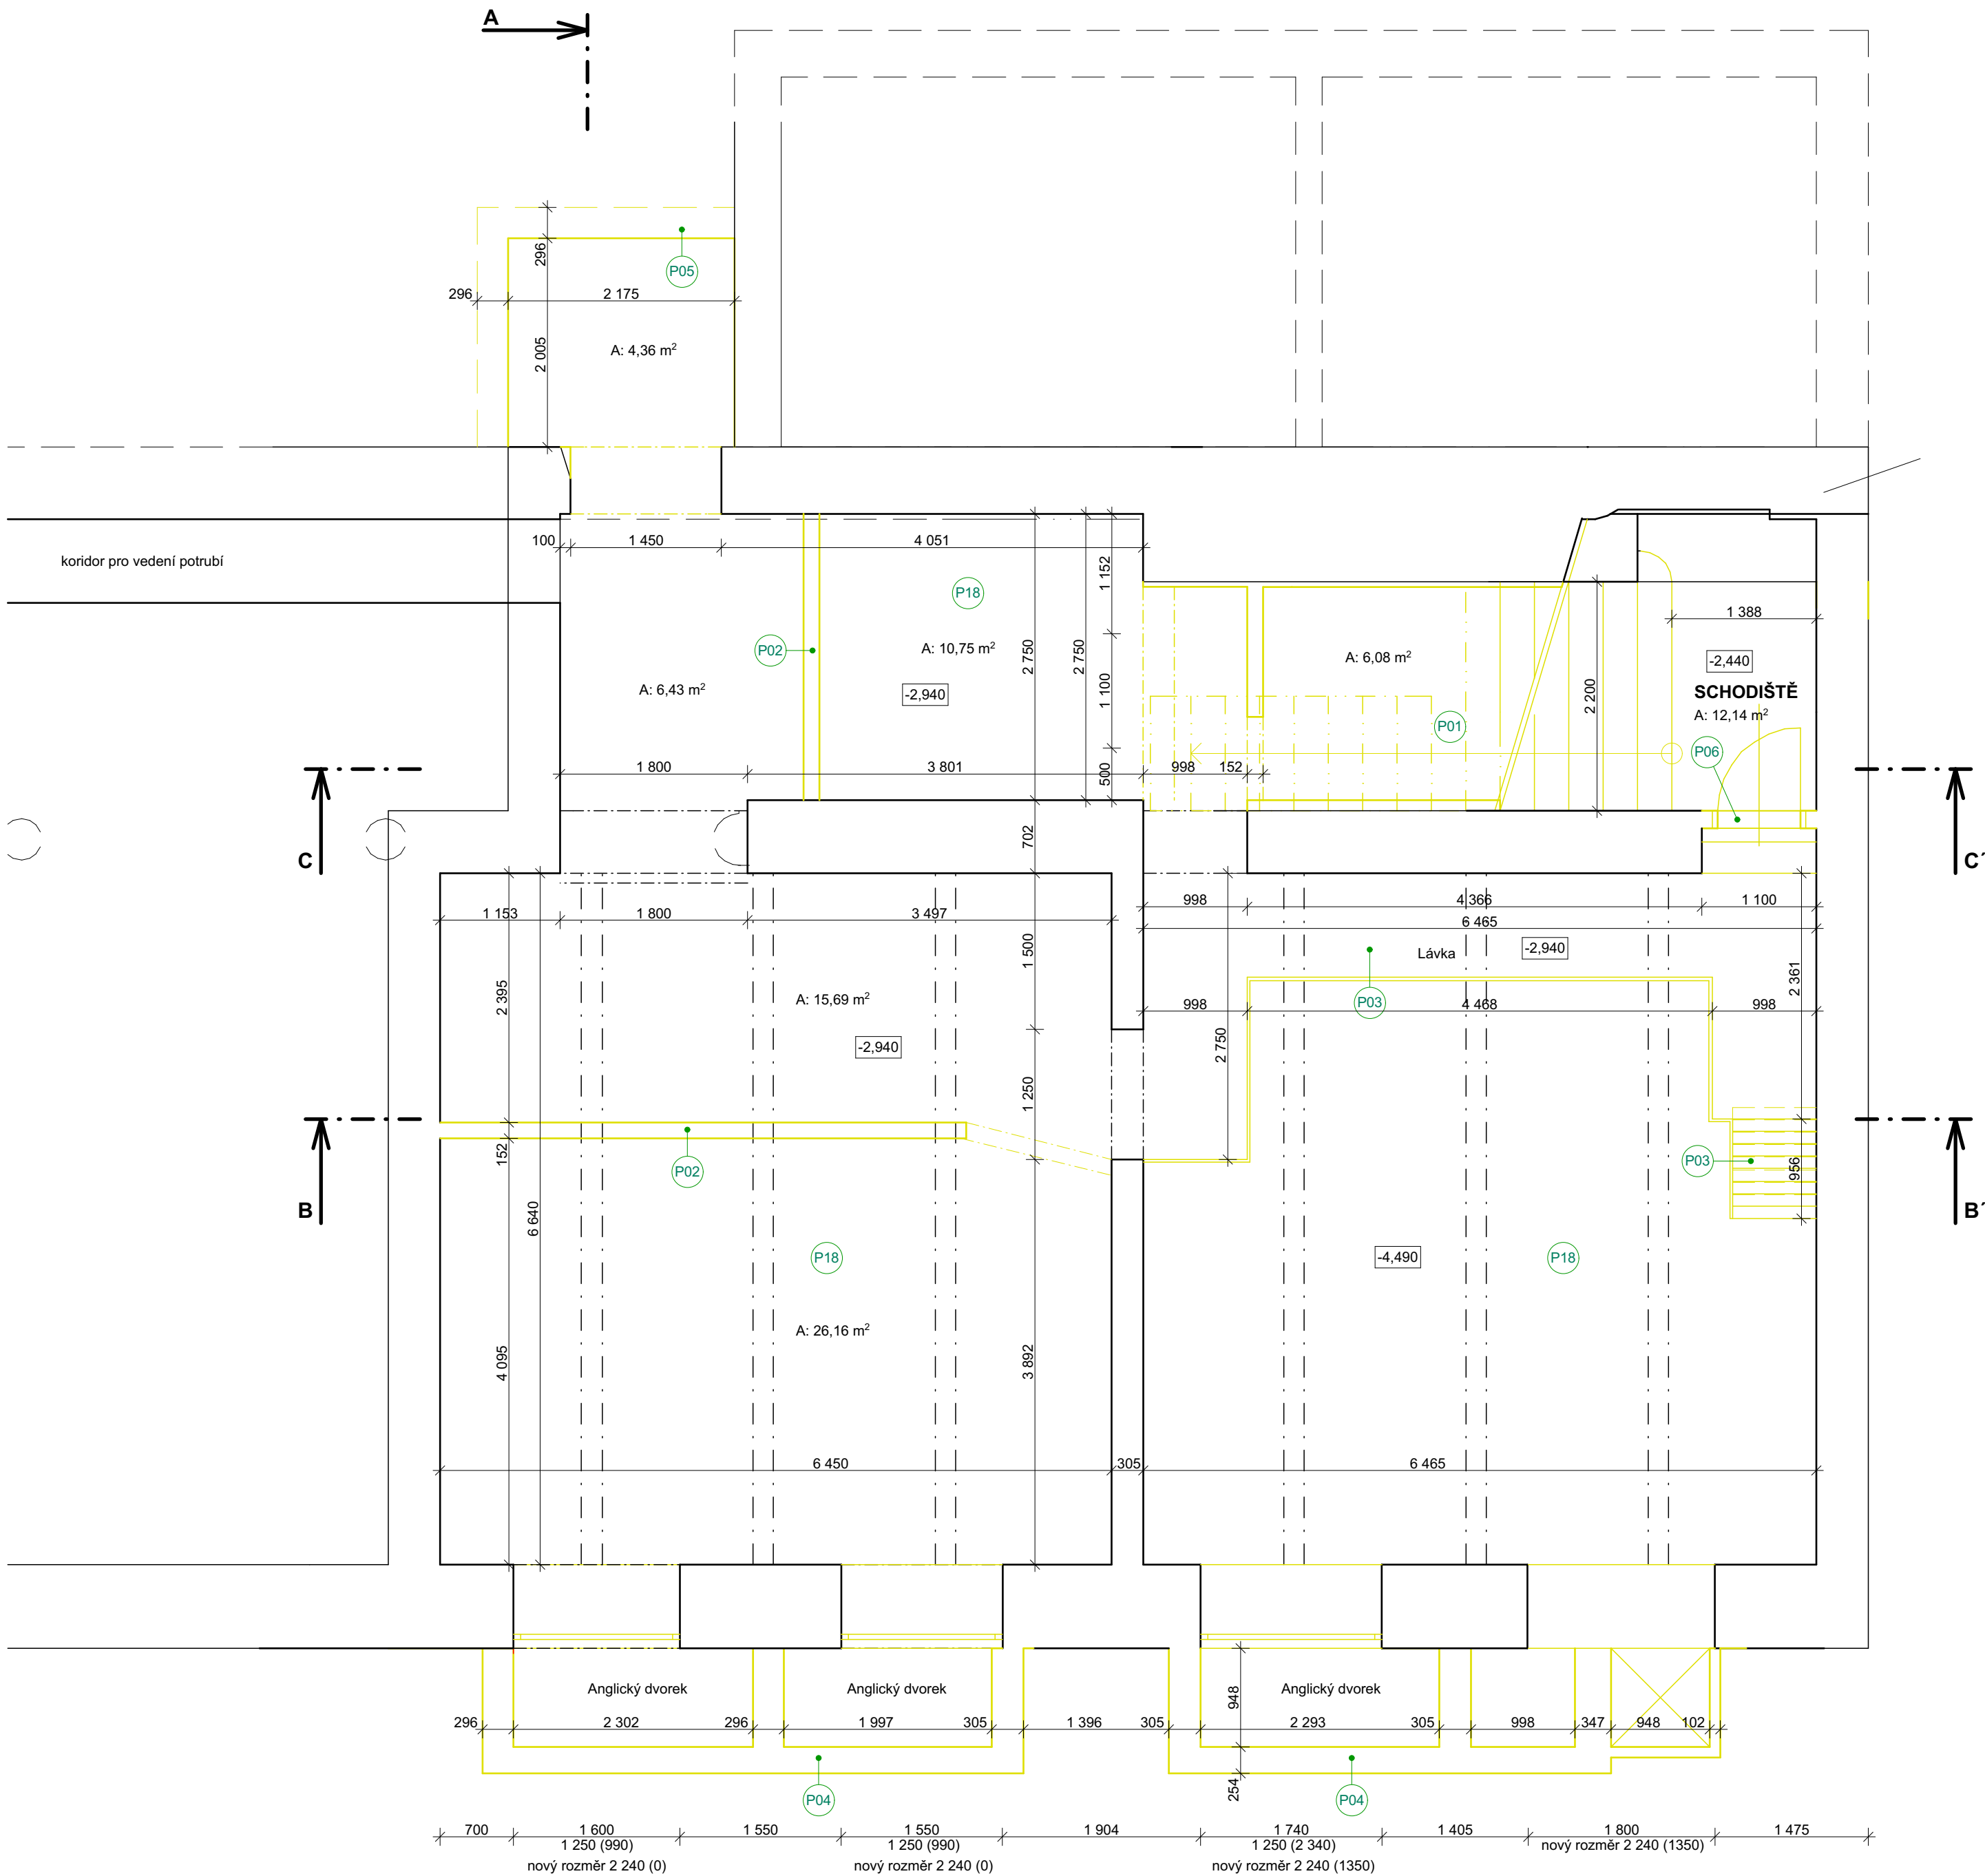 A
P05
296
296
2 175
2 005
A: 4,36 m²
koridor pro vedení potrubí
100
1 450
4 051
1 152
P18
P02
A: 10,75 m²
2 750
2 750
A: 6,43 m²
-2,940
1 100
500
A: 6,08 m²
2 200
1 388
-2,440
SCHODIŠTĚ
A: 12,14 m²
P01
P06
1 800
3 801
998
152
C
C´
702
1 153
1 800
3 497
998
4 366
1 100
6 465
1 500
Lávka
-2,940
2 395
A: 15,69 m²
P03
2 361
998
4 468
998
-2,940
2 750
1 250
152
P02
P03
956
B
B´
6 640
P18
-4,490
P18
A: 26,16 m²
4 095
3 892
6 450
305
6 465
Anglický dvorek
Anglický dvorek
Anglický dvorek
948
296
2 302
296
1 997
305
1 396
305
2 293
305
998
347
948
102
254
P04
P04
700
1 600
1 550
1 550
1 904
1 740
1 405
1 800
1 475
1 250 (990)
1 250 (990)
1 250 (2 340)
nový rozměr 2 240 (1350)
nový rozměr 2 240 (0)
nový rozměr 2 240 (0)
nový rozměr 2 240 (1350)